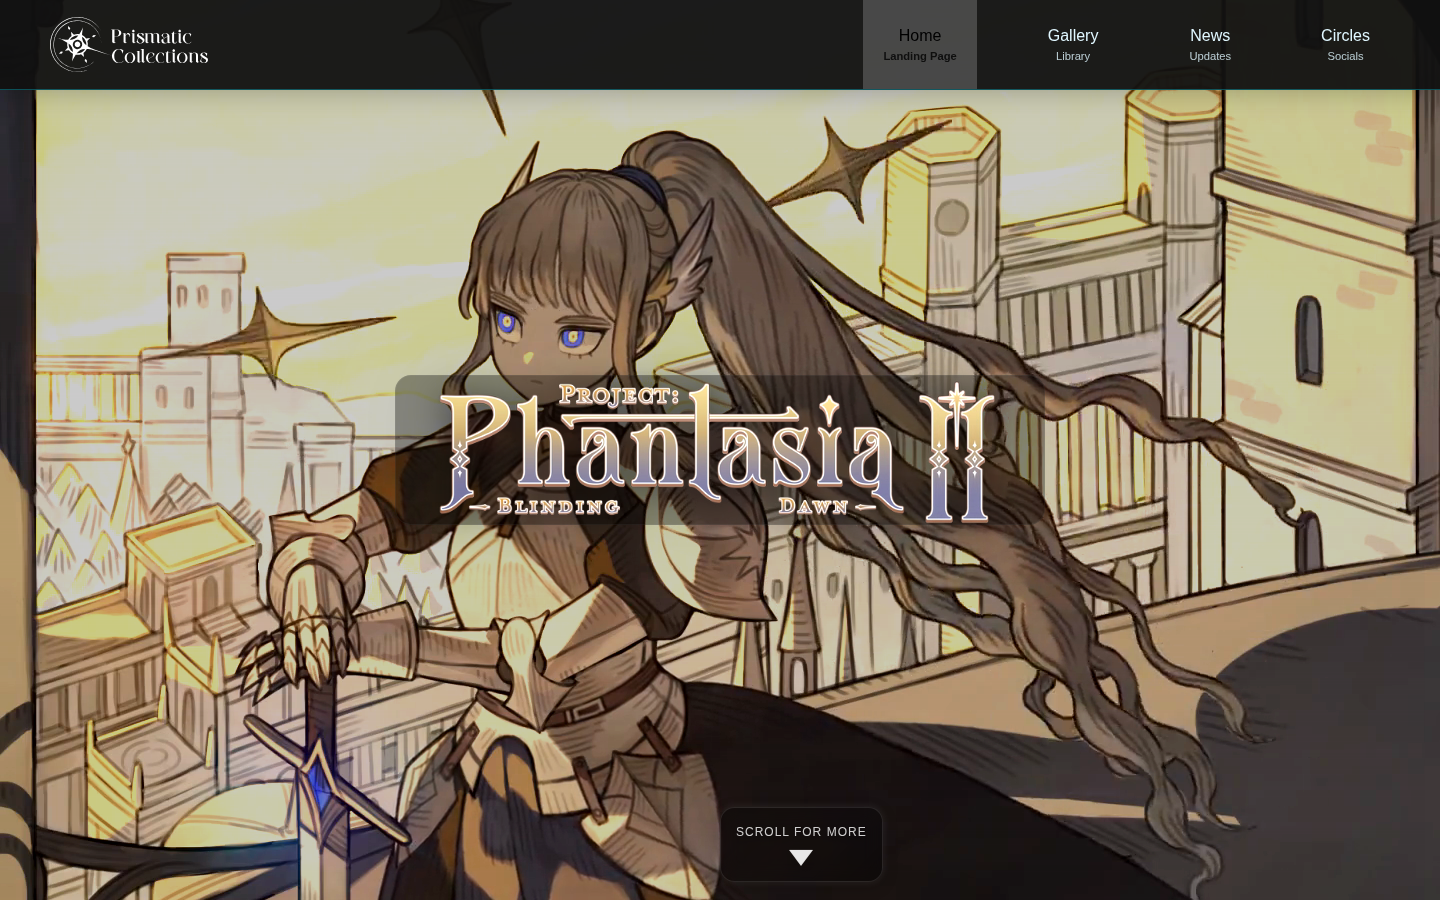 Prismatic
Collections
Home
Landing Page
Gallery
Library
News
Updates
Circles
Socials
PROJECT:
Phantasia II
BLINDING DAWN
SCROLL FOR MORE